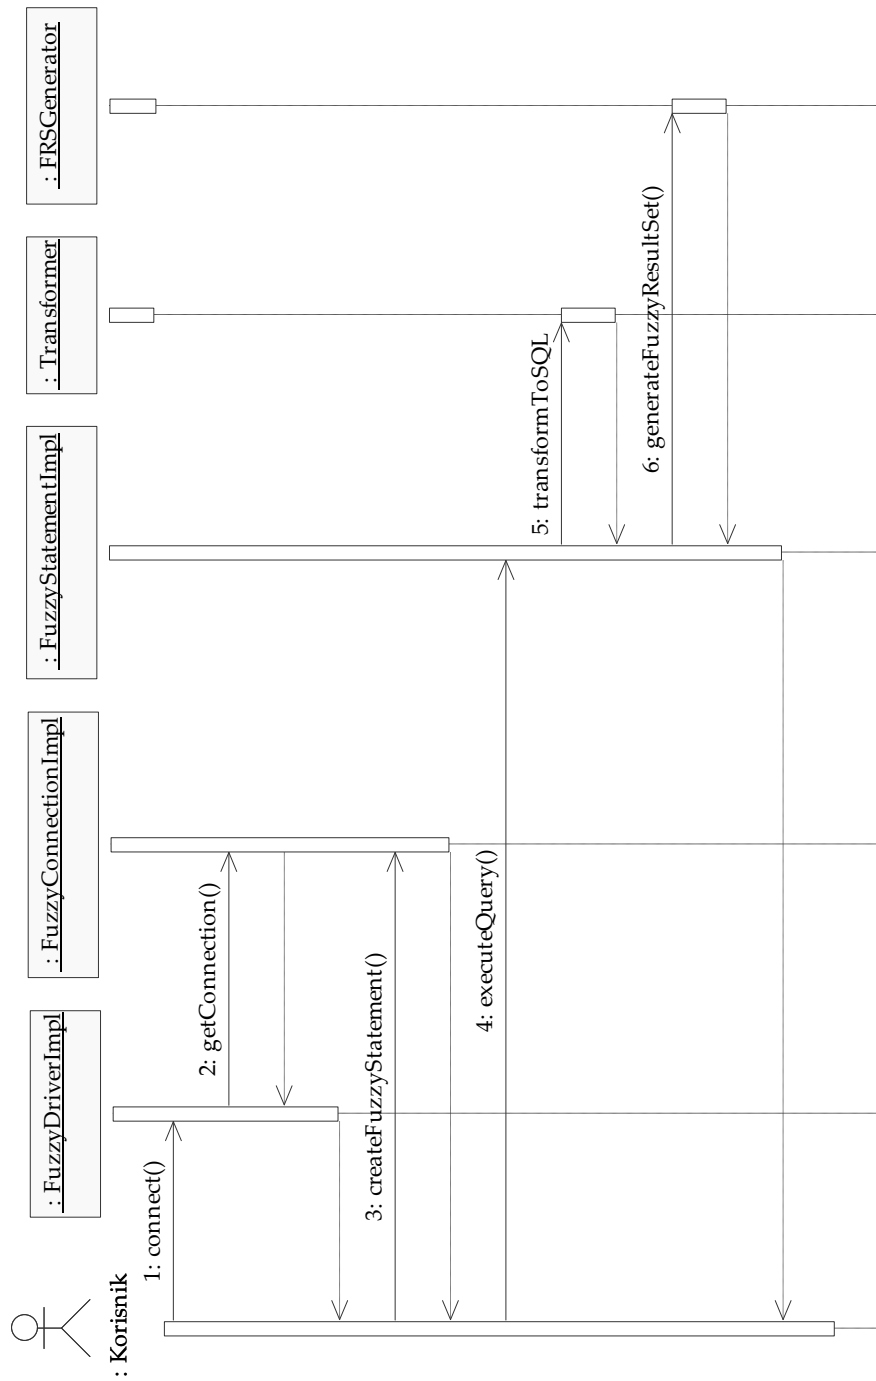 : Korisnik
: FuzzyDriverImpl
: FuzzyConnectionImpl
: FuzzyStatementImpl
: Transformer
: FRSGenerator
1: connect()
2: getConnection()
3: createFuzzyStatement()
4: executeQuery()
5: transformToSQL
6: generateFuzzyResultSet()